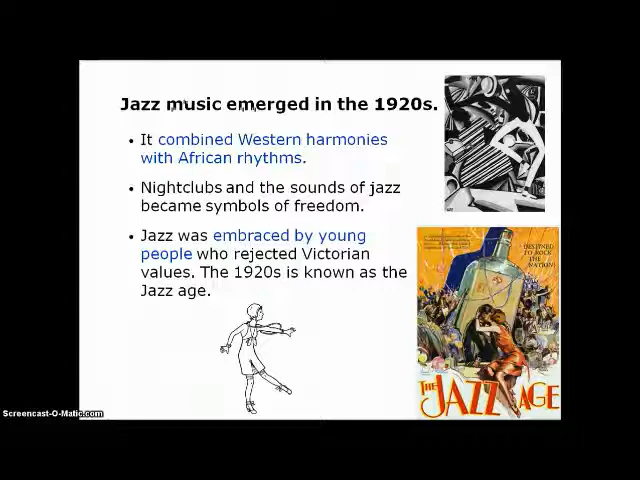 Jazz music emerged in the 1920s.
• It combined Western harmonies
with African rhythms.
• Nightclubs and the sounds of jazz
became symbols of freedom.
• Jazz was embraced by young
people who rejected Victorian
values. The 1920s is known as the
Jazz age.
DESTINED
TO ROCK
THE
NATION
THE JAZZ AGE
Screencast-O-Matic.com